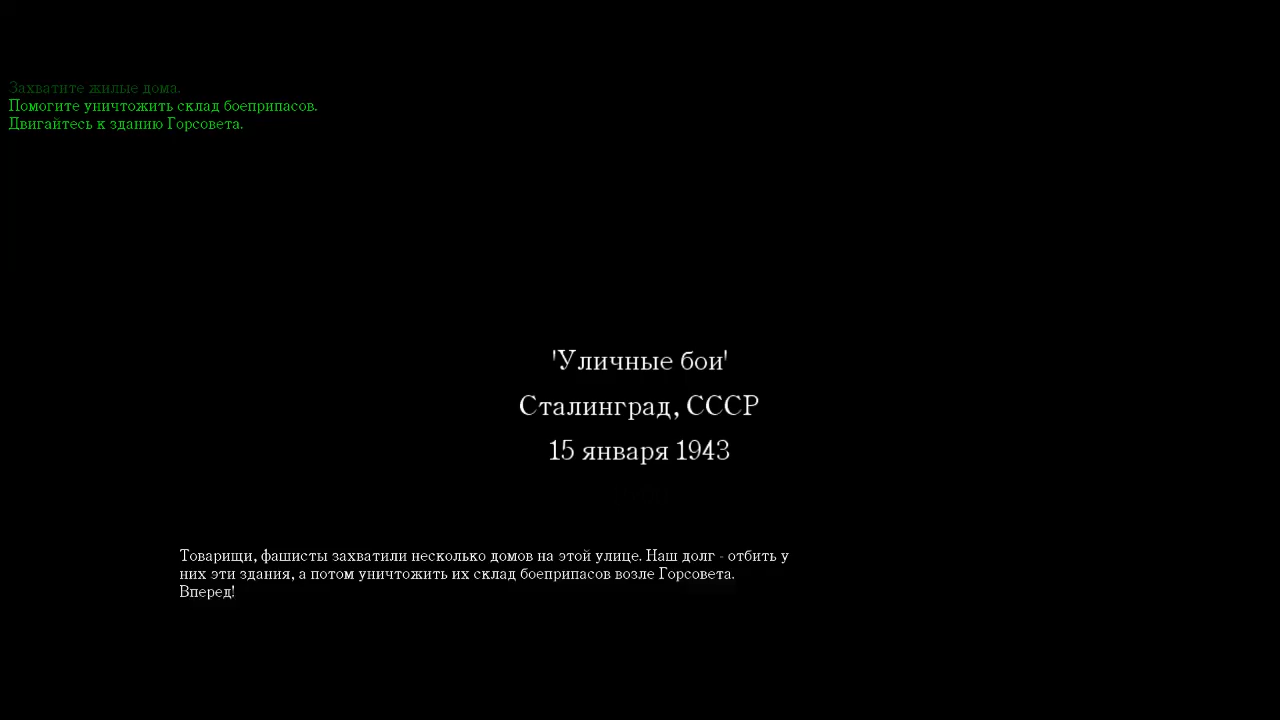 Захватите жилые дома.
Помогите уничтожить склад боеприпасов.
Двигайтесь к зданию Горсовета.
'Уличные бои'
Сталинград, СССР
15 января 1943
Товарищи, фашисты захватили несколько домов на этой улице. Наш долг - отбить у
них эти здания, а потом уничтожить их склад боеприпасов возле Горсовета.
Вперед!